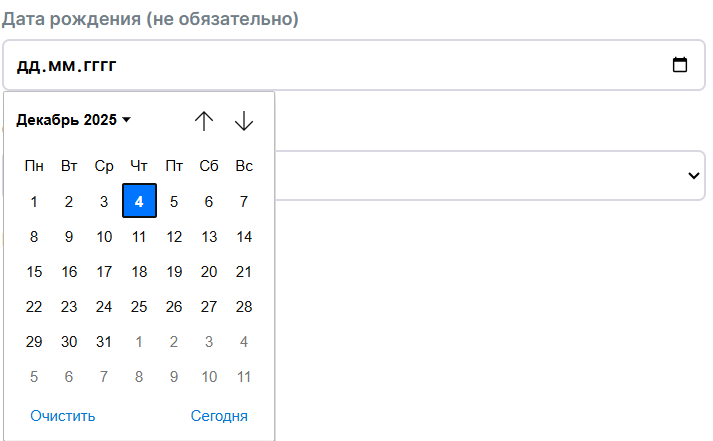 Дата рождения (не обязательно)
дд.мм.гггг
Декабрь 2025
Пн Вт Ср Чт Пт Сб Вс
1 2 3 4 5 6 7
8 9 10 11 12 13 14
15 16 17 18 19 20 21
22 23 24 25 26 27 28
29 30 31 1 2 3 4
5 6 7 8 9 10 11
Очистить Сегодня